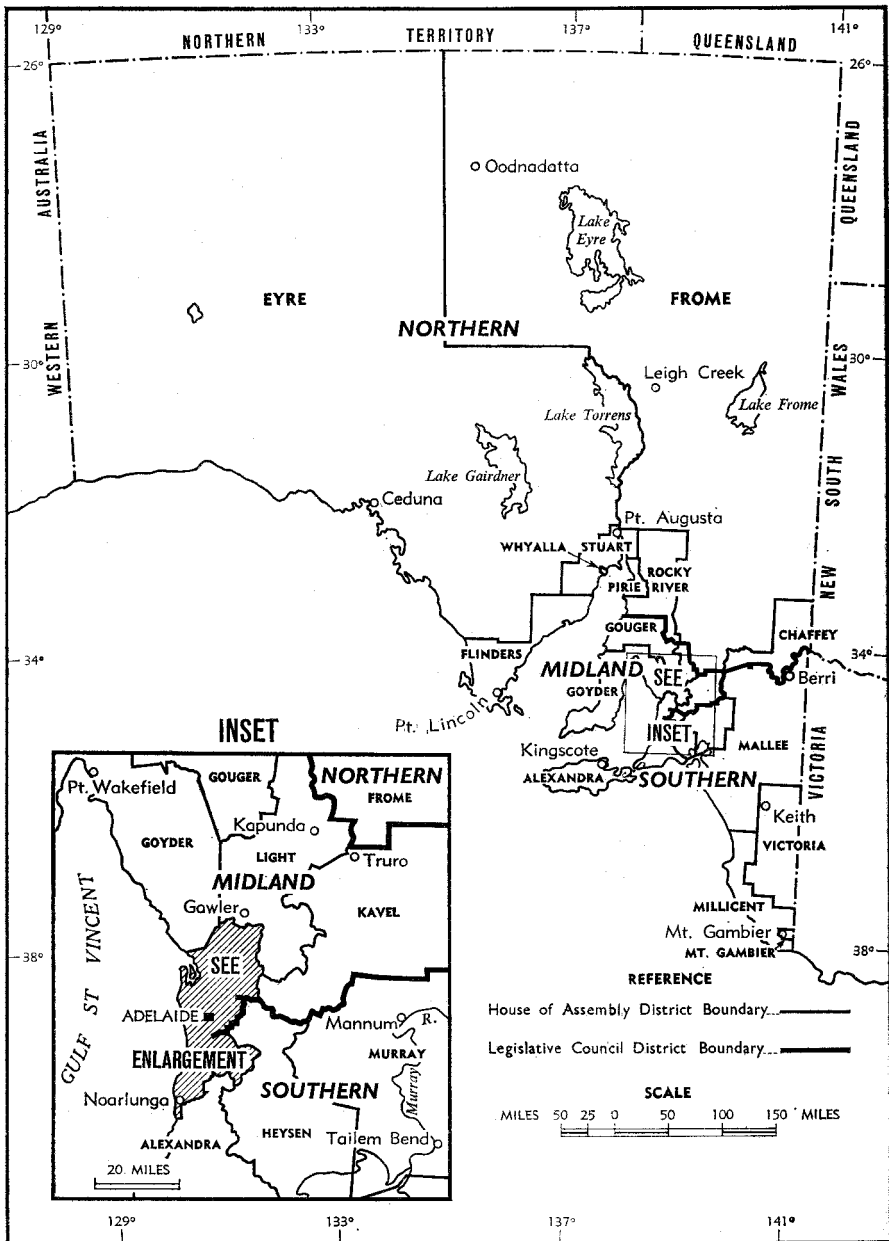 129° 133° 137° 141°
NORTHERN TERRITORY QUEENSLAND
26° 26°
AUSTRALIA
WESTERN
QUEENSLAND
Oodnadatta
Lake
Eyre
EYRE
FROME
NORTHERN
30° 30°
Leigh Creek
Lake Torrens
Lake Frome
NEW SOUTH WALES
Lake Gairdner
Ceduna
Pt. Augusta
WHYALLA STUART
PIRIE
ROCKY
RIVER
GOUGER
CHAFFEY
34° 34°
FLINDERS
MIDLAND
SEE
Berri
GOYDER
Pt. Lincoln
INSET
MALLEE
Kingscote
ALEXANDRA
SOUTHERN
VICTORIA
Keith
VICTORIA
MILLICENT
Mt. Gambier
MT. GAMBIER
38° 38°
INSET
GOUGER
NORTHERN
FROME
Pt. Wakefield
Kapunda
GOYDER
LIGHT
Truro
MIDLAND
Gawler
KAVEL
GULF ST VINCENT
SEE
ADELAIDE
Mannum
R.
Murray
ENLARGEMENT
MURRAY
SOUTHERN
Noarlunga
HEYSEN
ALEXANDRA
Tailem Bend
20 MILES
REFERENCE
House of Assembly District Boundary
Legislative Council District Boundary
SCALE
MILES 50 25 0 50 100 150 MILES
129° 133° 137° 141°